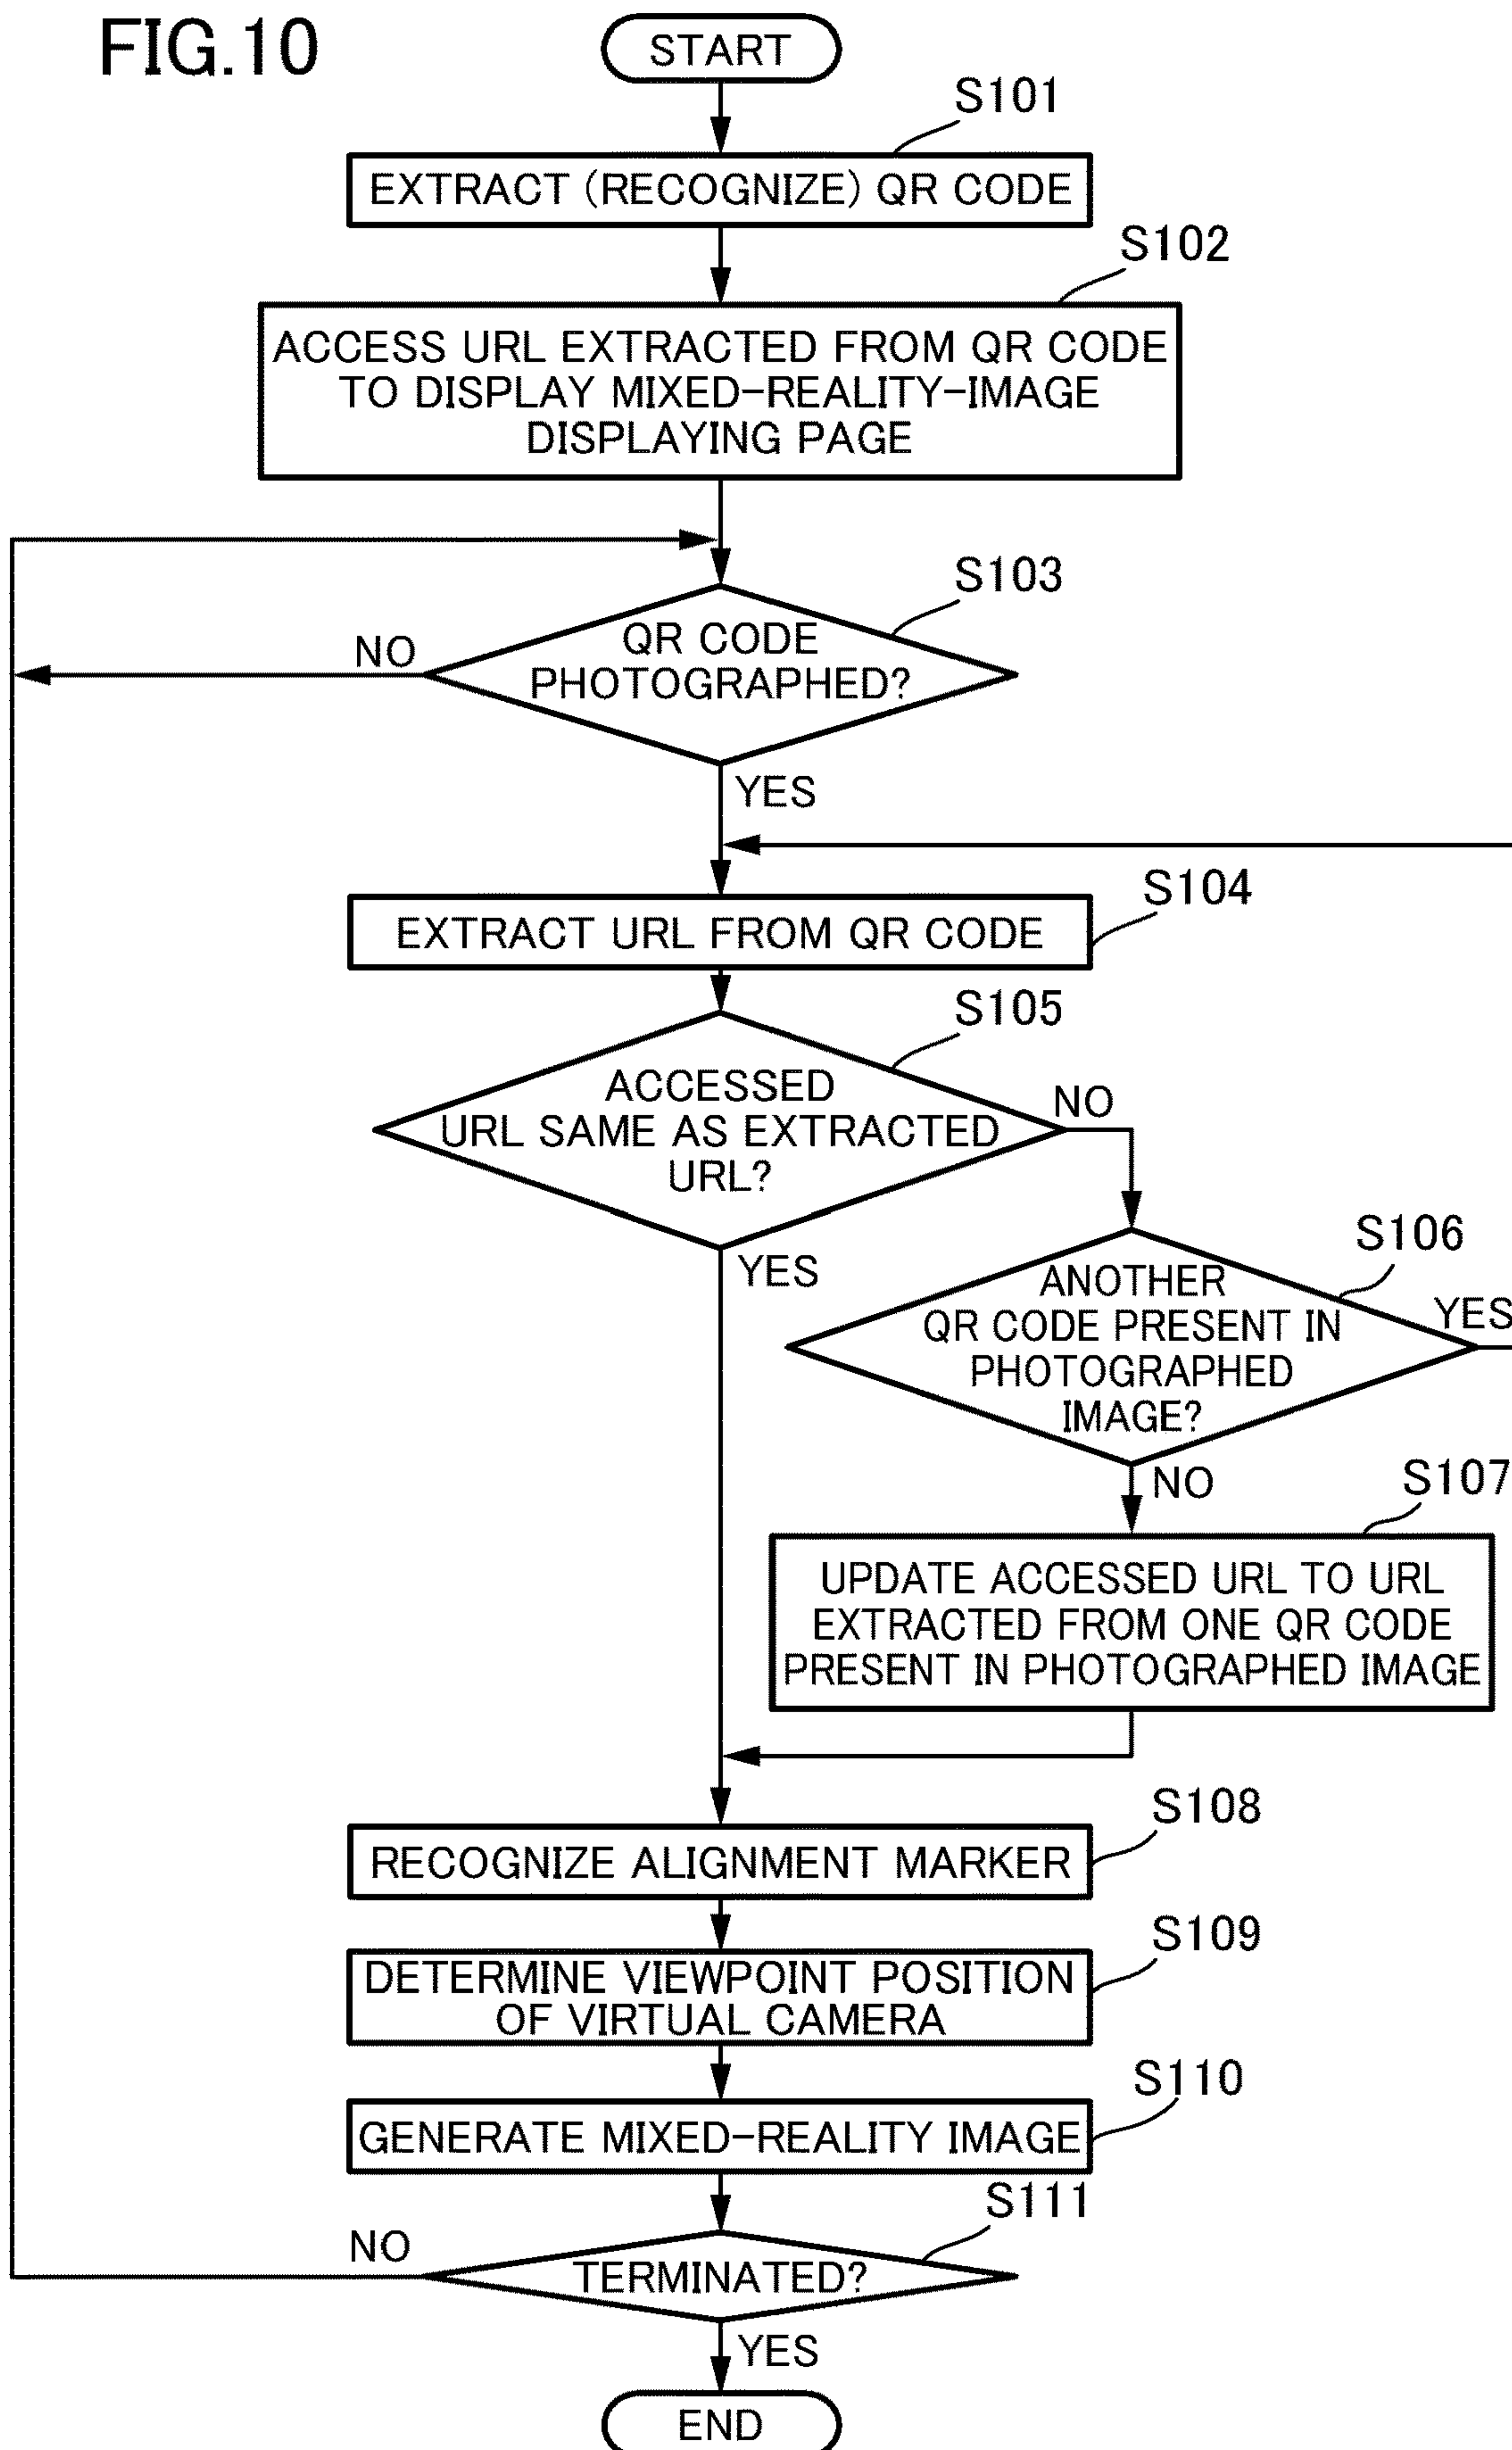 FIG.10
START
S101
EXTRACT (RECOGNIZE) QR CODE
S102
ACCESS URL EXTRACTED FROM QR CODE
TO DISPLAY MIXED-REALITY-IMAGE
DISPLAYING PAGE
S103
QR CODE
PHOTOGRAPHED?
NO
YES
S104
EXTRACT URL FROM QR CODE
S105
ACCESSED
URL SAME AS EXTRACTED
URL?
NO
YES
S106
ANOTHER
QR CODE PRESENT IN
PHOTOGRAPHED
IMAGE?
YES
NO
S107
UPDATE ACCESSED URL TO URL
EXTRACTED FROM ONE QR CODE
PRESENT IN PHOTOGRAPHED IMAGE
S108
RECOGNIZE ALIGNMENT MARKER
S109
DETERMINE VIEWPOINT POSITION
OF VIRTUAL CAMERA
S110
GENERATE MIXED-REALITY IMAGE
S111
TERMINATED?
NO
YES
END